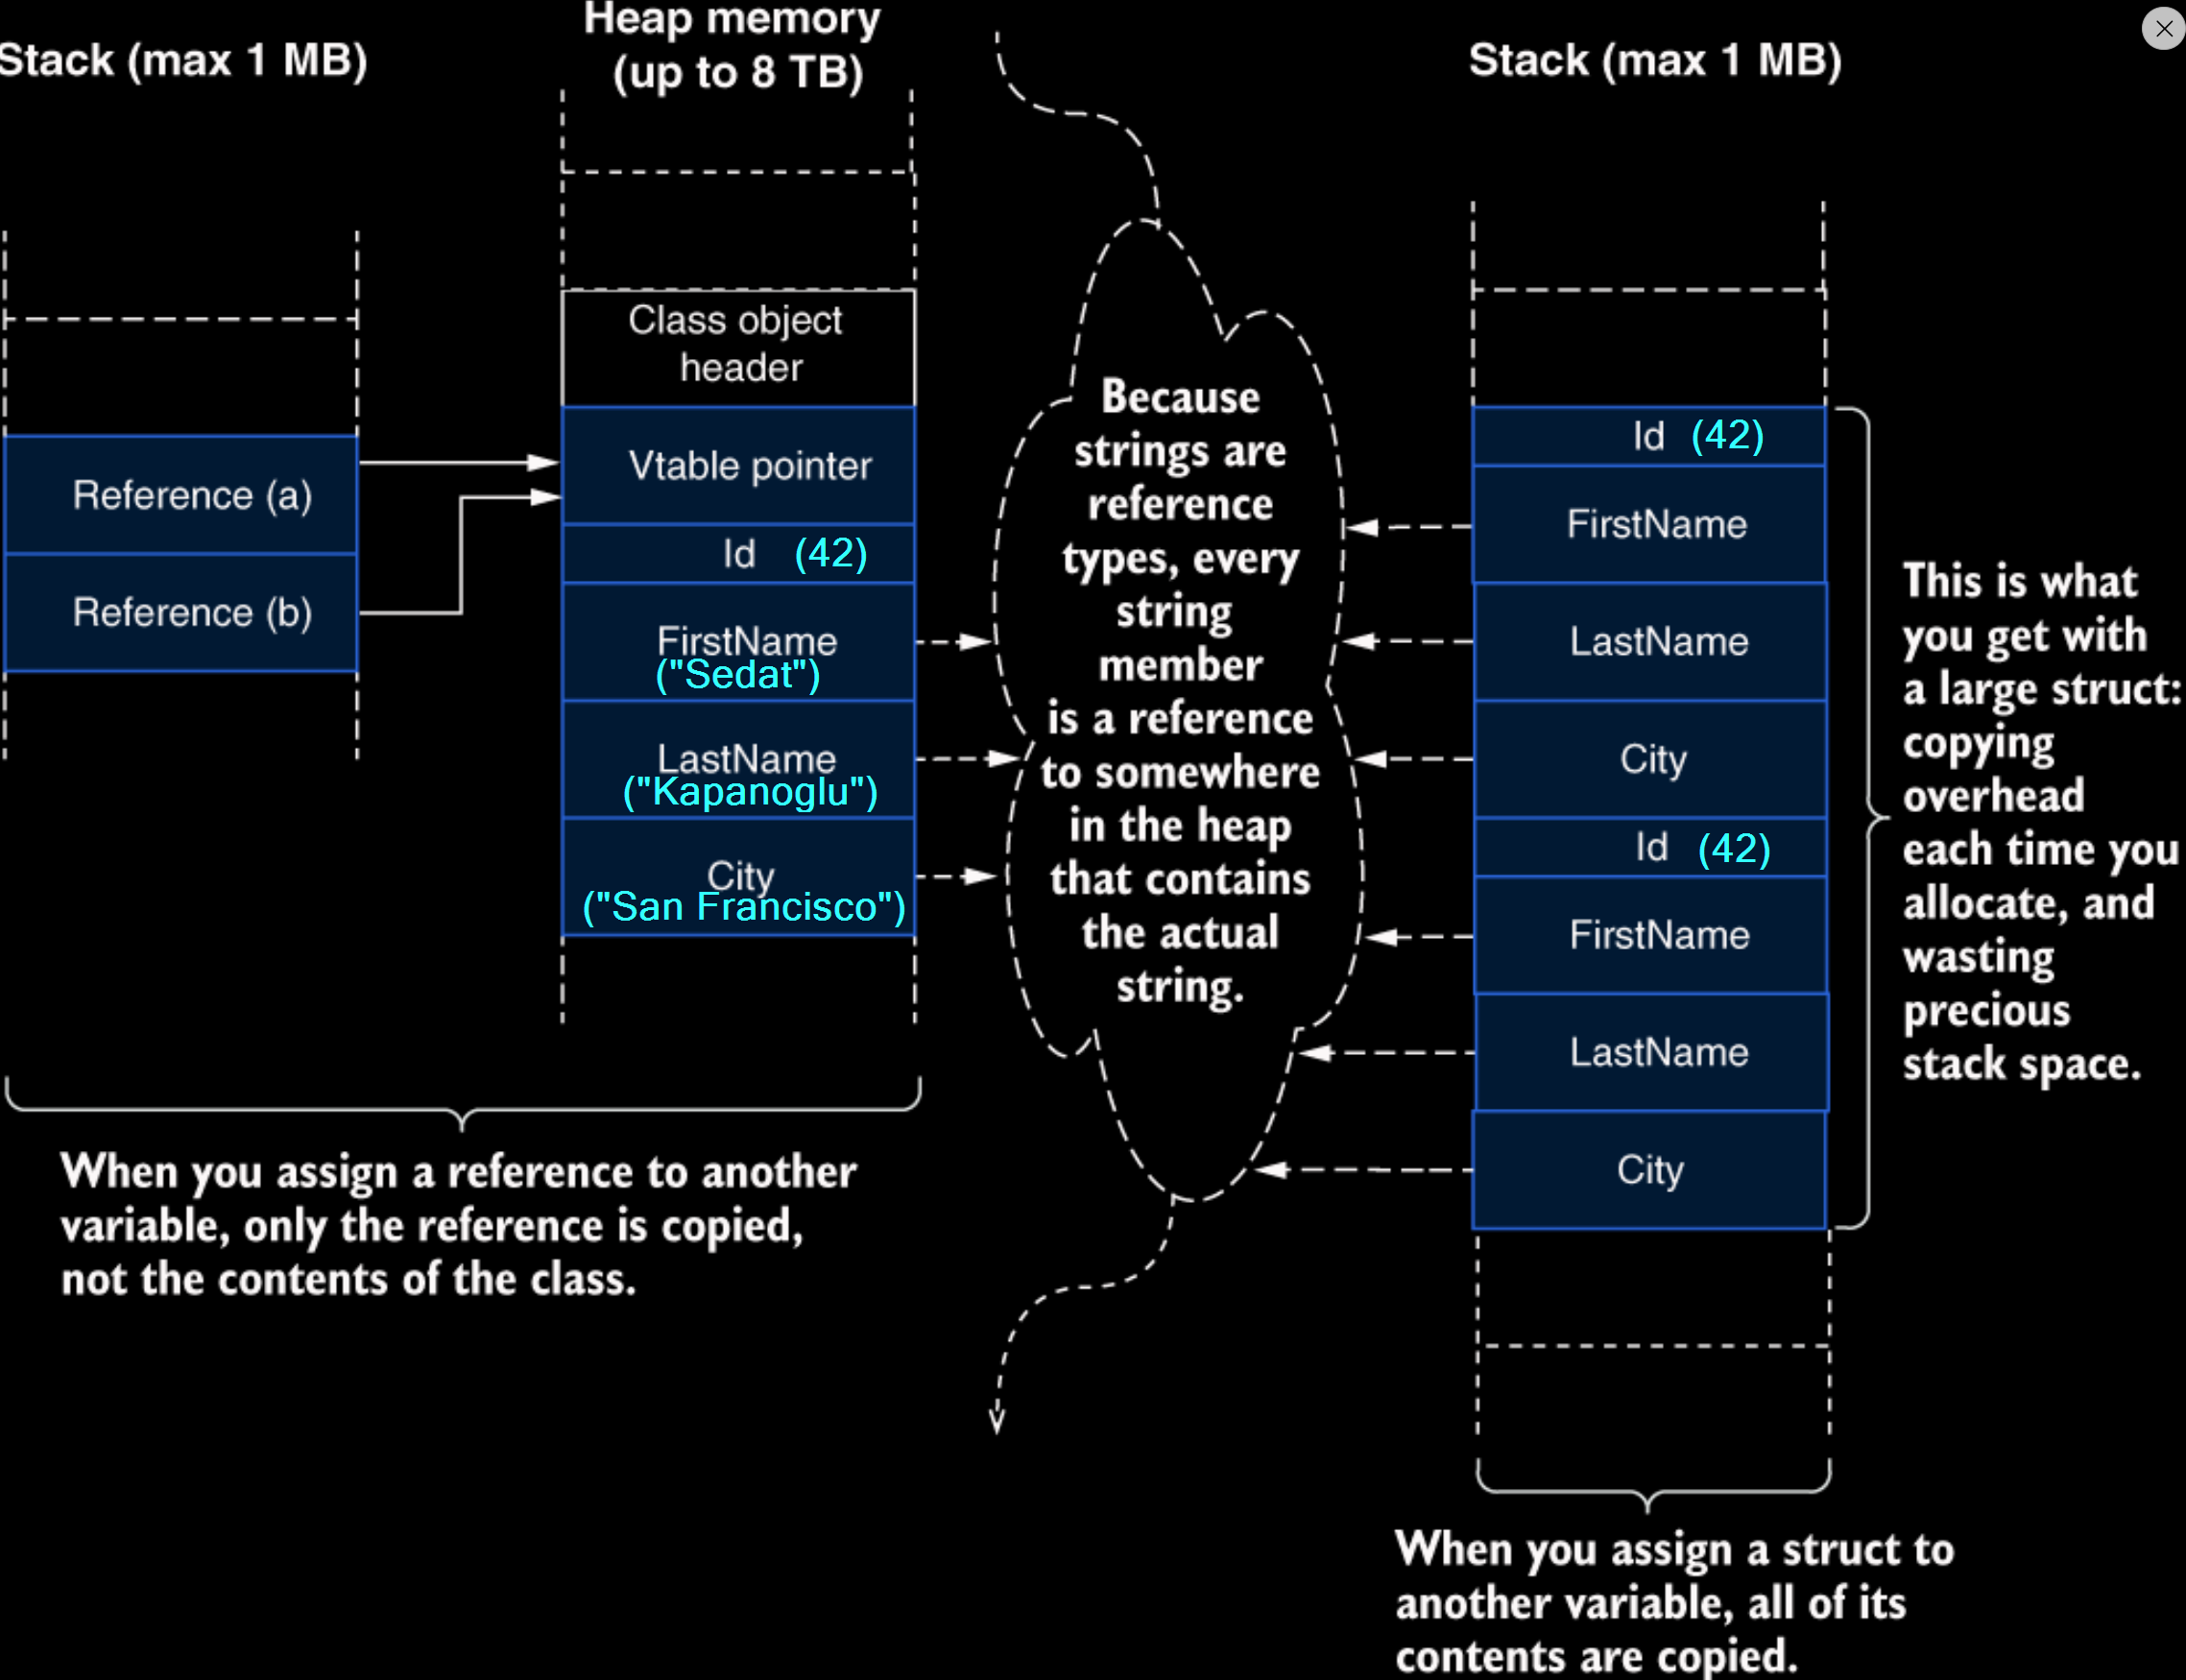 Stack (max 1 MB)
Heap memory
(up to 8 TB)
Stack (max 1 MB)
Reference (a)
Reference (b)
Class object
header
Vtable pointer
Id (42)
FirstName
("Sedat")
LastName
("Kapanoglu")
City
("San Francisco")
When you assign a reference to another
variable, only the reference is copied,
not the contents of the class.
Because
strings are
reference
types, every
string
member
is a reference
to somewhere
in the heap
that contains
the actual
string.
Id (42)
FirstName
LastName
City
Id (42)
FirstName
LastName
City
This is what
you get with
a large struct:
copying
overhead
each time you
allocate, and
wasting
precious
stack space.
When you assign a struct to
another variable, all of its
contents are copied.